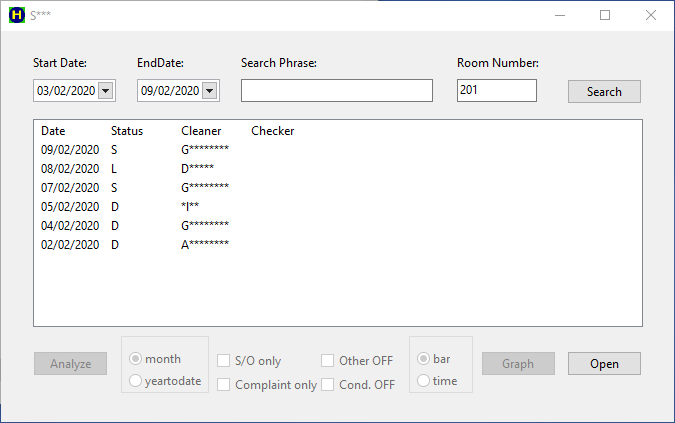 H S***
Start Date: EndDate: Search Phrase: Room Number:
03/02/2020 09/02/2020 201 Search
Date Status Cleaner Checker
09/02/2020 S G********
08/02/2020 L D*****
07/02/2020 S G********
05/02/2020 D *I**
04/02/2020 D G********
02/02/2020 D A********
Analyze month S/O only Other OFF bar Graph Open
yeartodate Complaint only Cond. OFF time